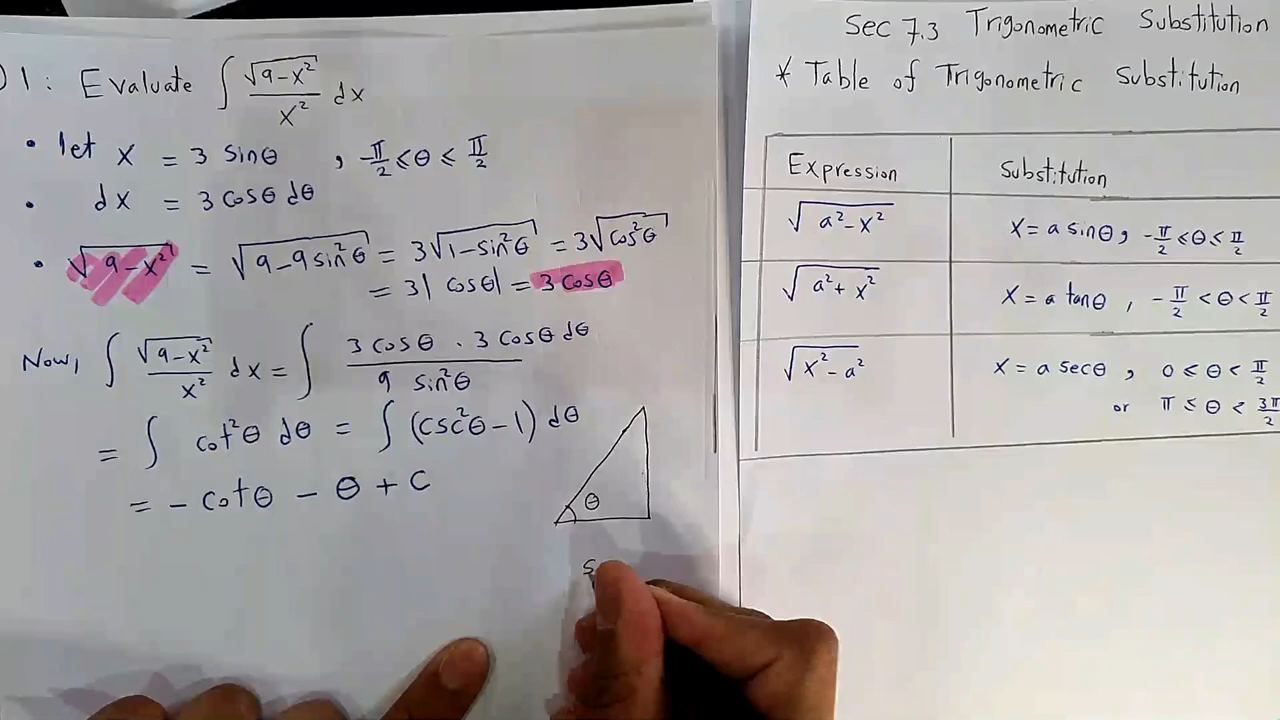 1: Evaluate ∫ √(9-x²)/x² dx
• let x = 3 sinθ , -π/2 ≤ θ ≤ π/2
• dx = 3 cosθ dθ
• √(9-x²) = √(9-9sin²θ) = 3√(1-sin²θ) = 3√(cos²θ)
= 3| cosθ| = 3 cosθ
Now, ∫ √(9-x²)/x² dx = ∫ (3 cosθ . 3 cosθ dθ)/(9 sin²θ)
= ∫ cot²θ dθ = ∫ (csc²θ - 1) dθ
= - cotθ - θ + C
θ
S
Sec 7.3 Trigonometric Substitution
* Table of Trigonometric Substitution
Expression Substitution
√(a²-x²) x = a sinθ, -π/2 ≤ θ ≤ π/2
√(a²+x²) x = a tanθ , -π/2 < θ < π/2
√(x²-a²) x = a secθ , 0 ≤ θ < π/2
or π ≤ θ < 3π/2